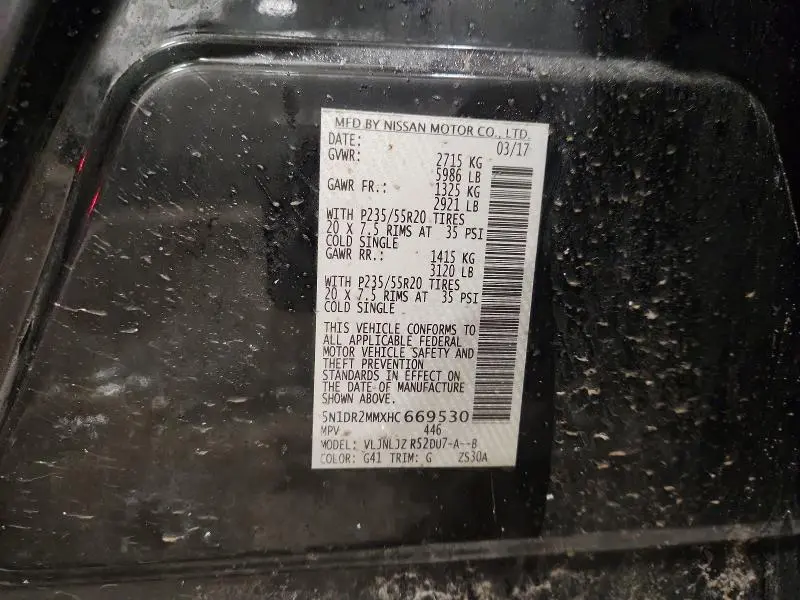 MFD BY NISSAN MOTOR CO., LTD.
DATE: 03/17
GVWR: 2715 KG
5986 LB
GAWR FR.: 1325 KG
2921 LB
WITH P235/55R20 TIRES
20 X 7.5 RIMS AT 35 PSI
COLD SINGLE
GAWR RR.: 1415 KG
3120 LB
WITH P235/55R20 TIRES
20 X 7.5 RIMS AT 35 PSI
COLD SINGLE
THIS VEHICLE CONFORMS TO
ALL APPLICABLE FEDERAL
MOTOR VEHICLE SAFETY AND
THEFT PREVENTION
STANDARDS IN EFFECT ON
THE DATE OF MANUFACTURE
SHOWN ABOVE.
5N1DR2MMXHC669530
MPV 446
MODEL: VLJNLJZ R52DU7-A--B
COLOR: G41 TRIM: G ZS30A